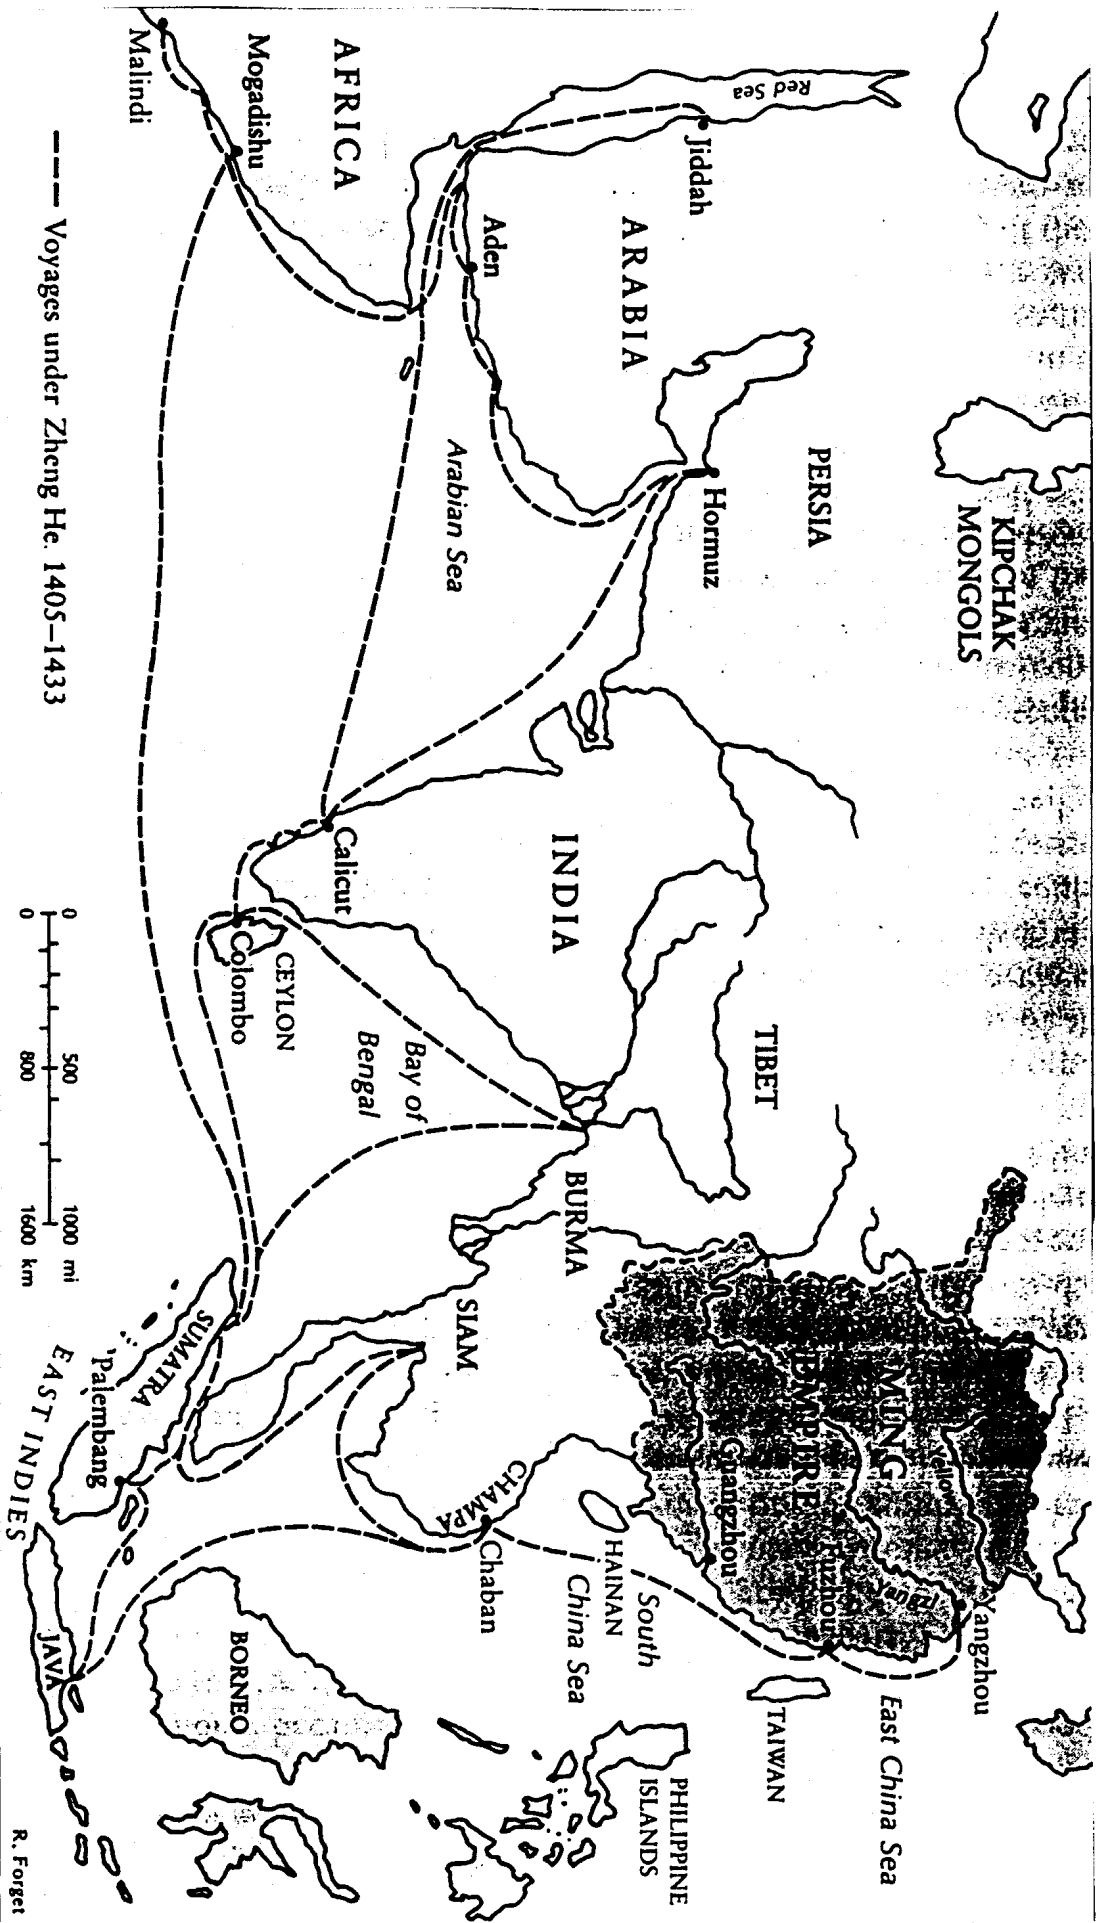 KIPCHAK
MONGOLS
PERSIA
Red Sea
Jiddah
ARABIA
Hormuz
Aden
AFRICA
Mogadishu
Malindi
Arabian Sea
INDIA
Calicut
CEYLON
Colombo
Bay of
Bengal
TIBET
BURMA
SIAM
MING
EMPIRE
Yellow
Yangzi
Yangzhou
Fuzhou
Guangzhou
East China Sea
TAIWAN
South
China Sea
HAINAN
CHAMPA
Chaban
PHILIPPINE
ISLANDS
BORNEO
SUMATRA
Palembang
JAVA
EAST INDIES
--- Voyages under Zheng He. 1405–1433
0 500 1000 mi
0 800 1600 km
R. Forget